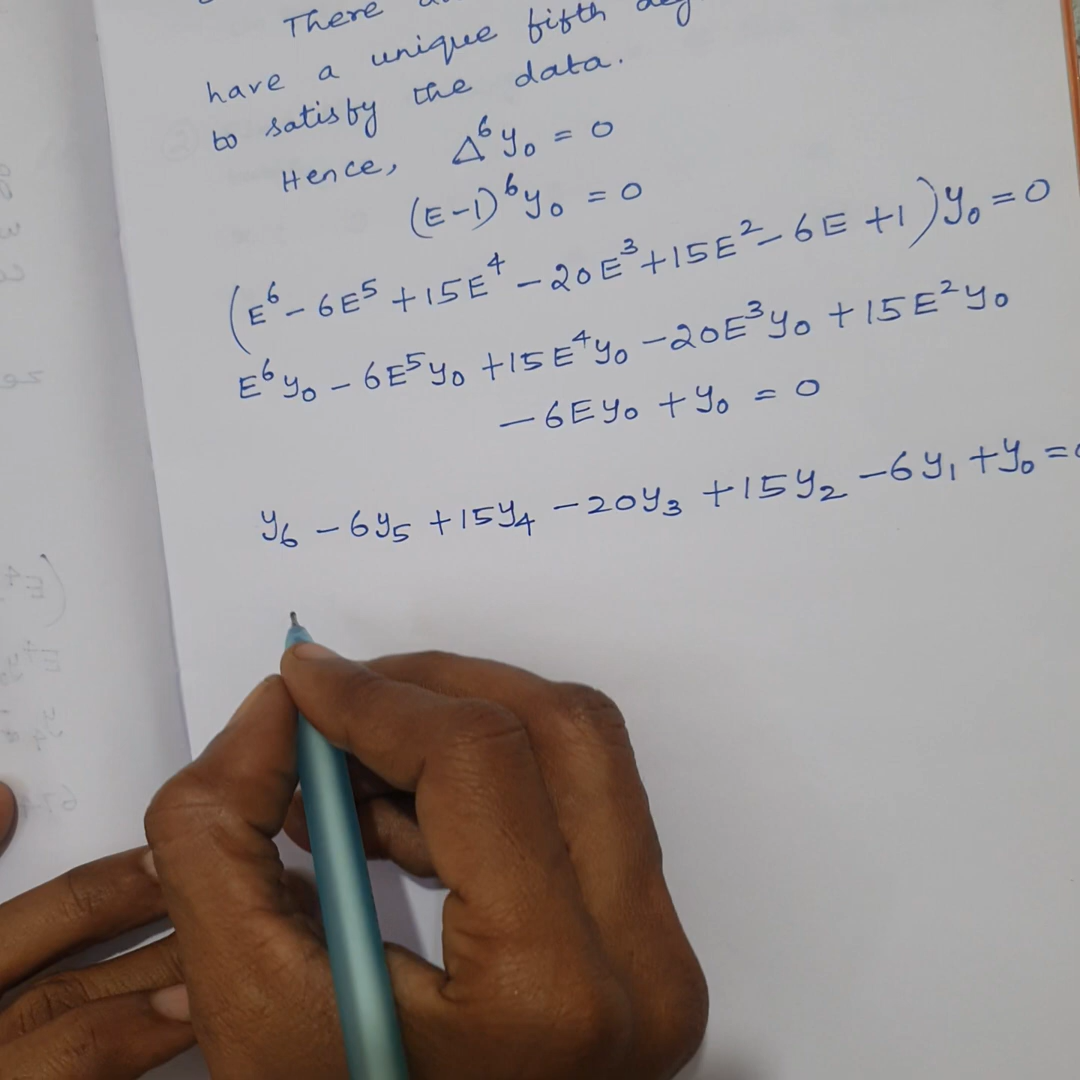 There
have a unique fifth deg
to satisfy the data.
Hence, Δ⁶y₀ = 0
(E-1)⁶y₀ = 0
(E⁶ - 6E⁵ + 15E⁴ - 20E³ + 15E² - 6E + 1)y₀ = 0
E⁶y₀ - 6E⁵y₀ + 15E⁴y₀ - 20E³y₀ + 15E²y₀
- 6Ey₀ + y₀ = 0
y₆ - 6y₅ + 15y₄ - 20y₃ + 15y₂ - 6y₁ + y₀ = 0